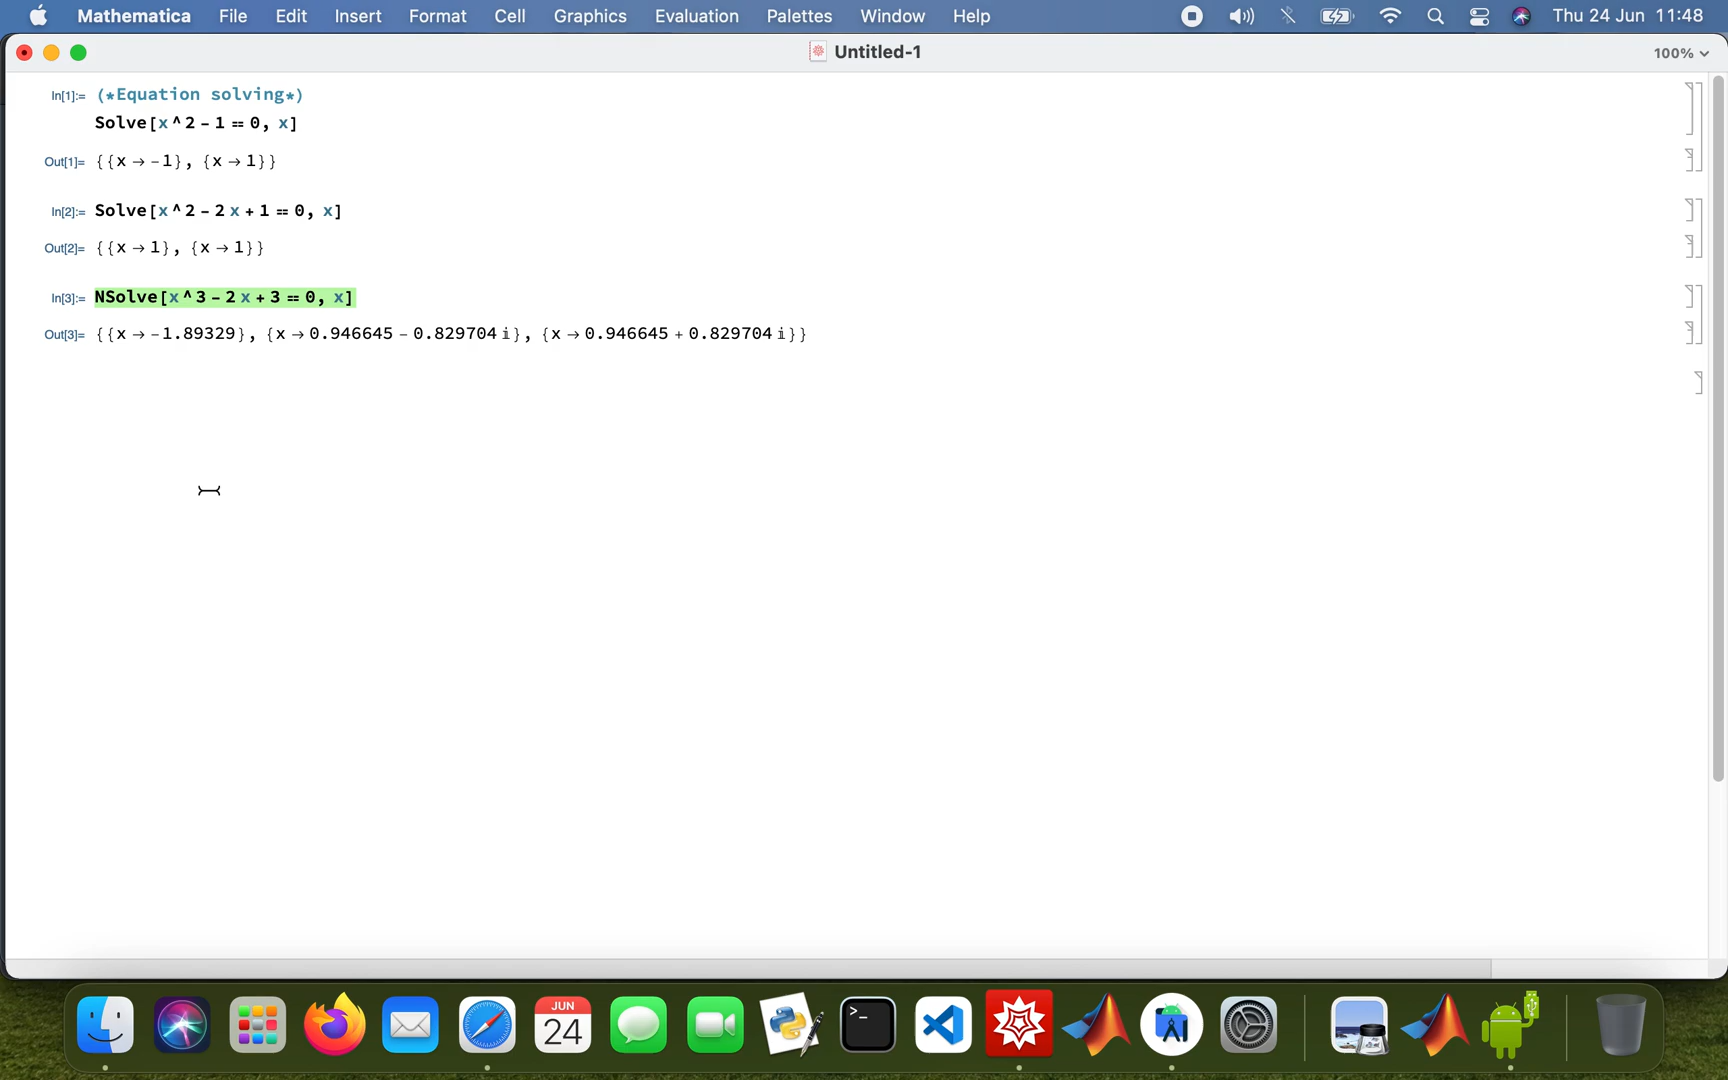 Mathematica File Edit Insert Format Cell Graphics Evaluation Palettes Window Help Thu 24 Jun 11:48
Untitled-1 100%
In[1]:= (*Equation solving*)
Solve[x^2-1==0, x]
Out[1]= {{x→-1}, {x→1}}
In[2]:= Solve[x^2-2x+1==0, x]
Out[2]= {{x→1}, {x→1}}
In[3]:= NSolve[x^3-2x+3==0, x]
Out[3]= {{x→-1.89329}, {x→0.946645-0.829704 ⅈ}, {x→0.946645+0.829704 ⅈ}}
JUN
24
>_